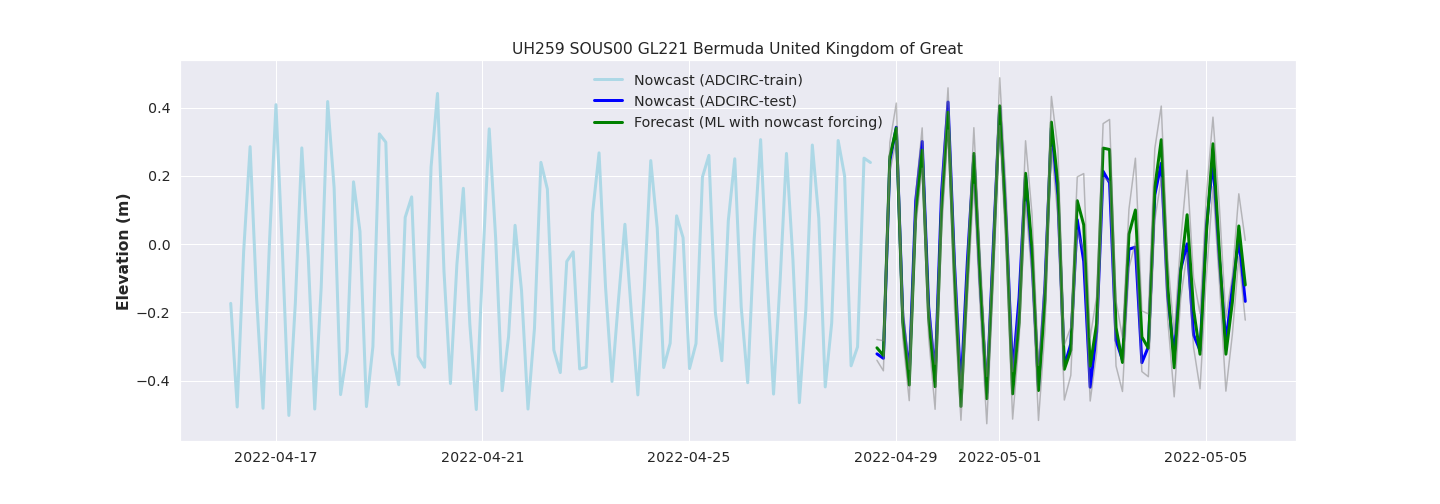 UH259 SOUS00 GL221 Bermuda United Kingdom of Great
Nowcast (ADCIRC-train)
Nowcast (ADCIRC-test)
Forecast (ML with nowcast forcing)
Elevation (m)
0.4
0.2
0.0
−0.2
−0.4
2022-04-17 2022-04-21 2022-04-25 2022-04-29 2022-05-01 2022-05-05